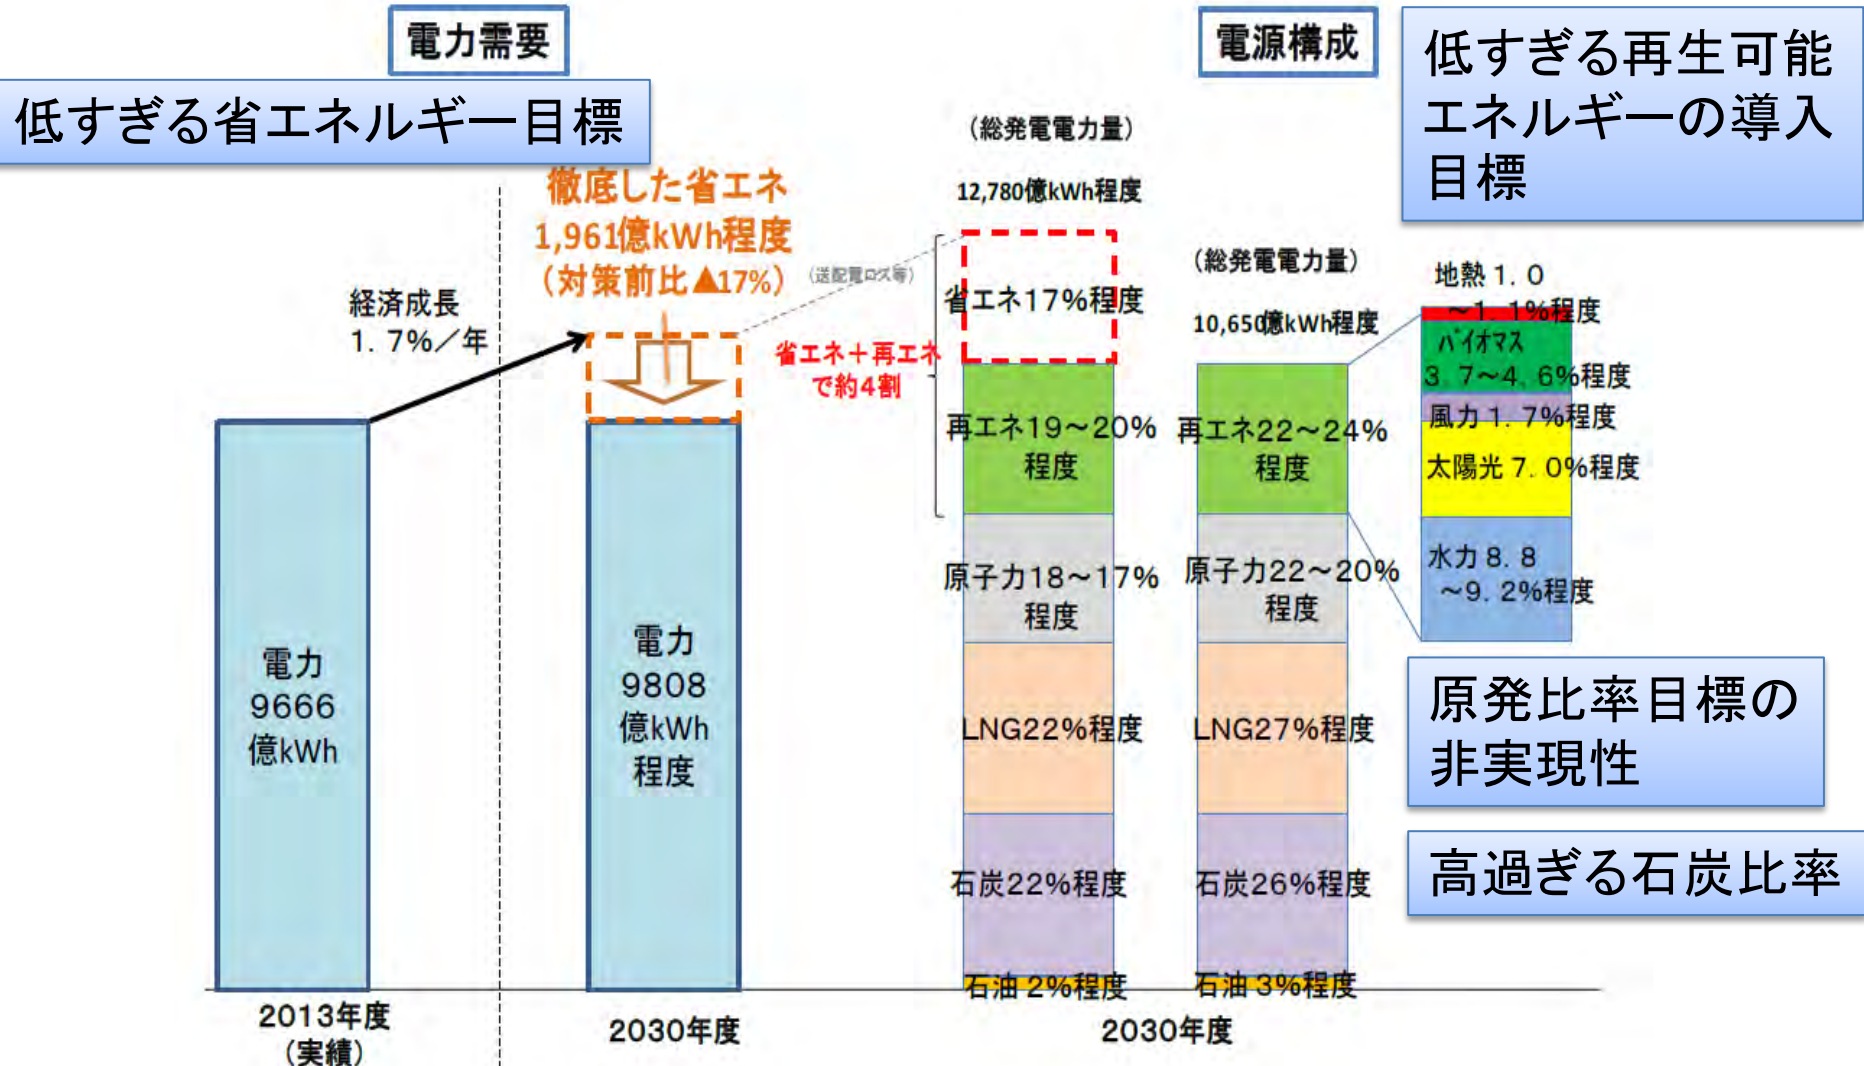 電力需要
電源構成
低すぎる再生可能
エネルギーの導入
目標
低すぎる省エネルギー目標
徹底した省エネ
1,961億kWh程度
(対策前比▲17%)
(送配電ロス等)
経済成長
1.7%/年
電力
9666
億kWh
電力
9808
億kWh
程度
(総発電電力量)
12,780億kWh程度
省エネ17%程度
省エネ+再エネ
で約4割
再エネ19~20%
程度
原子力18~17%
程度
LNG22%程度
石炭22%程度
石油 2%程度
(総発電電力量)
10,650億kWh程度
再エネ22~24%
程度
原子力22~20%
程度
LNG27%程度
石炭26%程度
石油 3%程度
地熱 1.0
~1.1%程度
バイオマス
3.7~4.6%程度
風力 1.7%程度
太陽光 7.0%程度
水力 8.8
~9.2%程度
原発比率目標の
非実現性
高過ぎる石炭比率
2013年度
(実績)
2030年度
2030年度